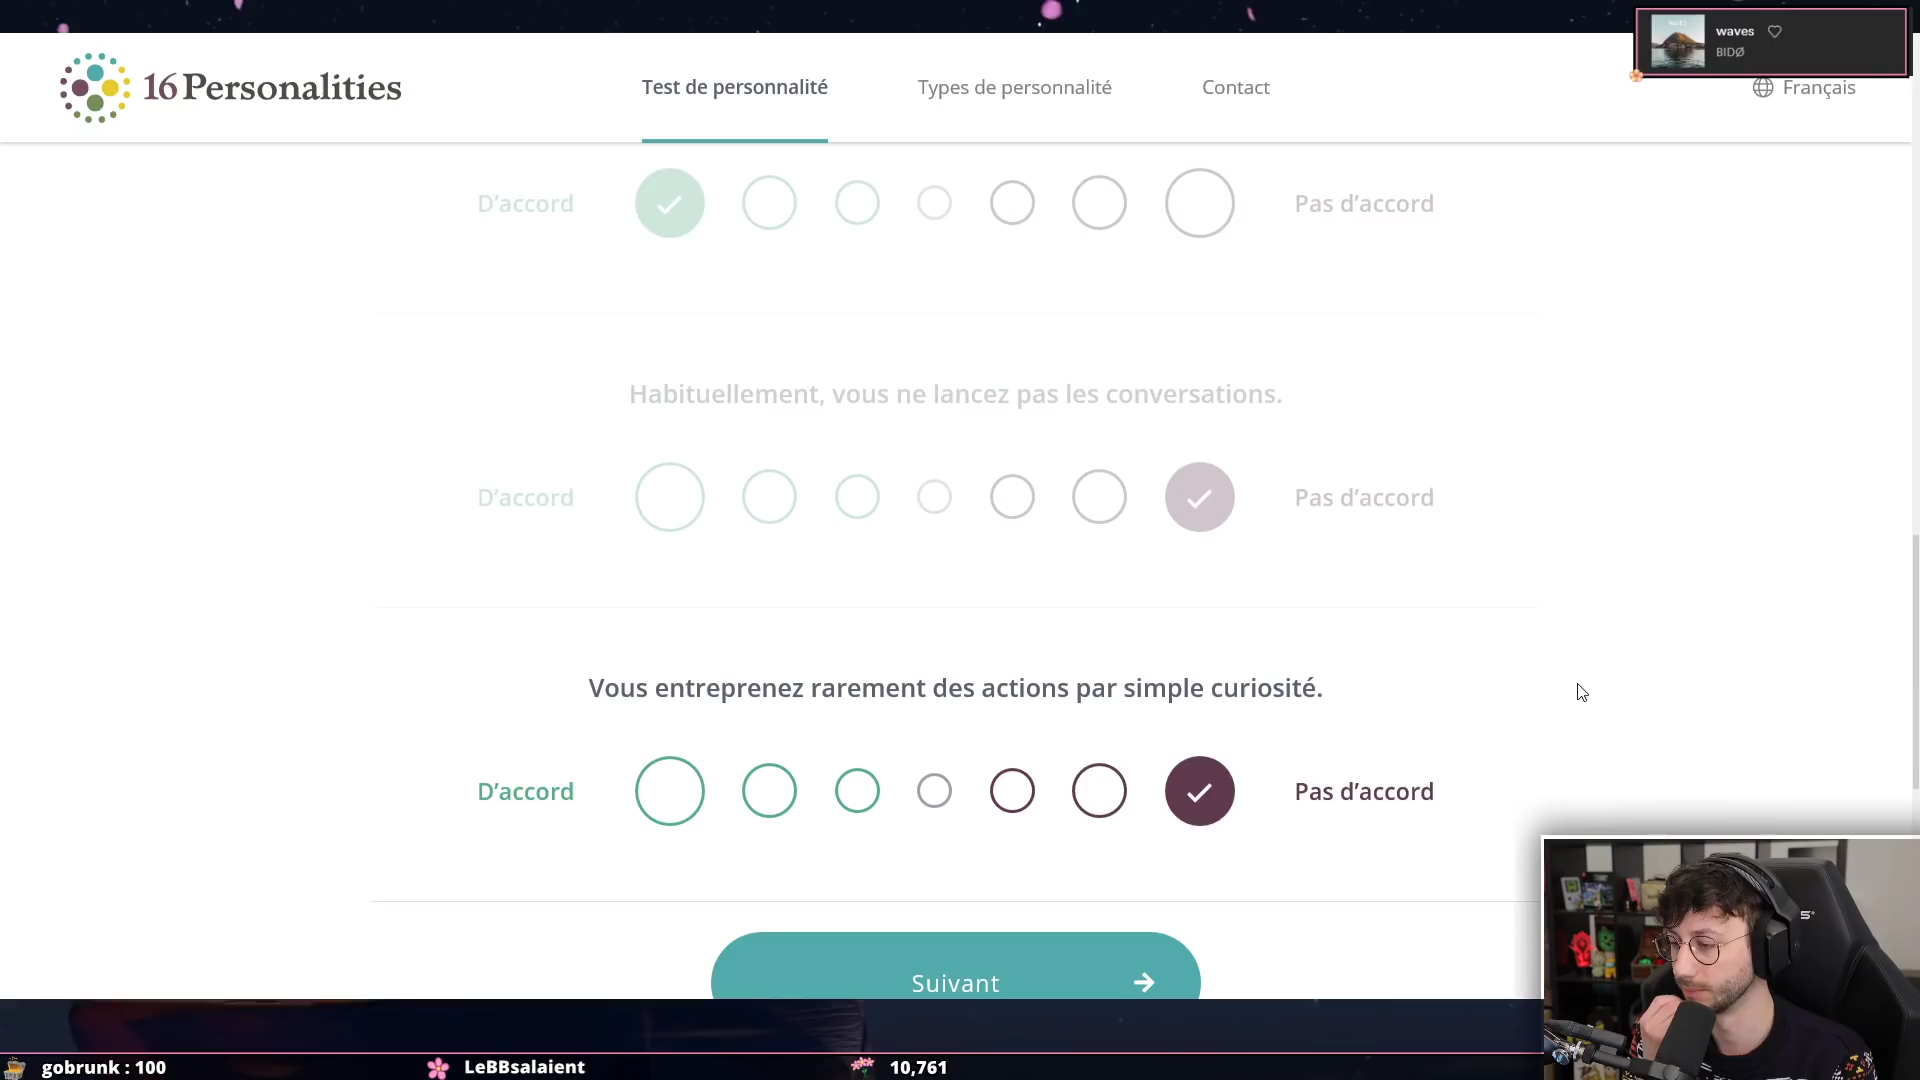 16Personalities
Test de personnalité
Types de personnalité
Contact
Français
waves
BIDØ
D'accord
Pas d'accord
Habituellement, vous ne lancez pas les conversations.
D'accord
Pas d'accord
Vous entreprenez rarement des actions par simple curiosité.
D'accord
Pas d'accord
Suivant
gobrunk : 100
LeBBsalaient
10,761